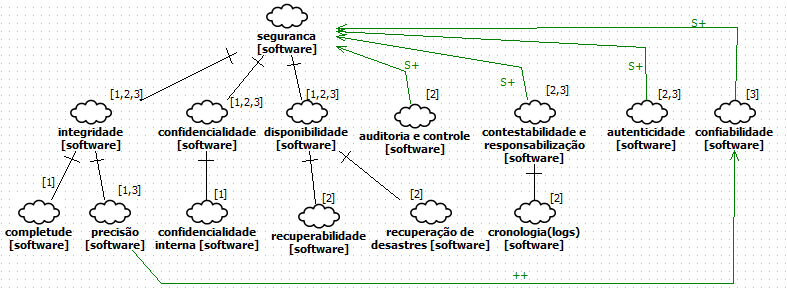 seguranca
[software]
S+
S+
S+
S+
[1,2,3]
[1,2,3]
[1,2,3]
[2]
[2,3]
[2,3]
[3]
integridade
[software]
confidencialidade
[software]
disponibilidade
[software]
auditoria e controle
[software]
contestabilidade e
responsabilização
[software]
autenticidade
[software]
confiabilidade
[software]
[1]
[1,3]
[1]
[2]
[2]
[2]
completude
[software]
precisão
[software]
confidencialidade
interna [software]
recuperabilidade
[software]
recuperação de
desastres [software]
cronologia(logs)
[software]
++